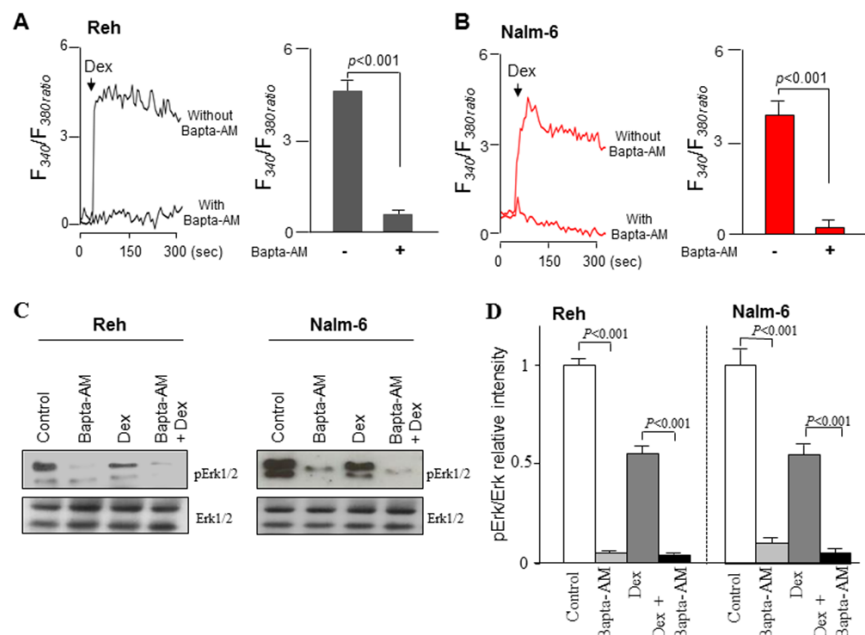 A
Reh
6
3
0
F340/F380ratio
Dex
Without
Bapta-AM
With
Bapta-AM
0 150 300 (sec)
6
3
0
F340/F380ratio
p<0.001
Bapta-AM - +
B
Nalm-6
6
3
0
F340/F380ratio
Dex
Without
Bapta-AM
With
Bapta-AM
0 150 300 (sec)
6
3
0
F340/F380ratio
p<0.001
Bapta-AM - +
C
Reh
Control
Bapta-AM
Dex
Bapta-AM
+ Dex
pErk1/2
Erk1/2
Nalm-6
Control
Bapta-AM
Dex
Bapta-AM
+ Dex
pErk1/2
Erk1/2
D
Reh
Nalm-6
pErk/Erk relative intensity
1
0.5
0
P<0.001
P<0.001
P<0.001
P<0.001
Control
Bapta-AM
Dex
Dex +
Bapta-AM
Control
Bapta-AM
Dex
Dex +
Bapta-AM